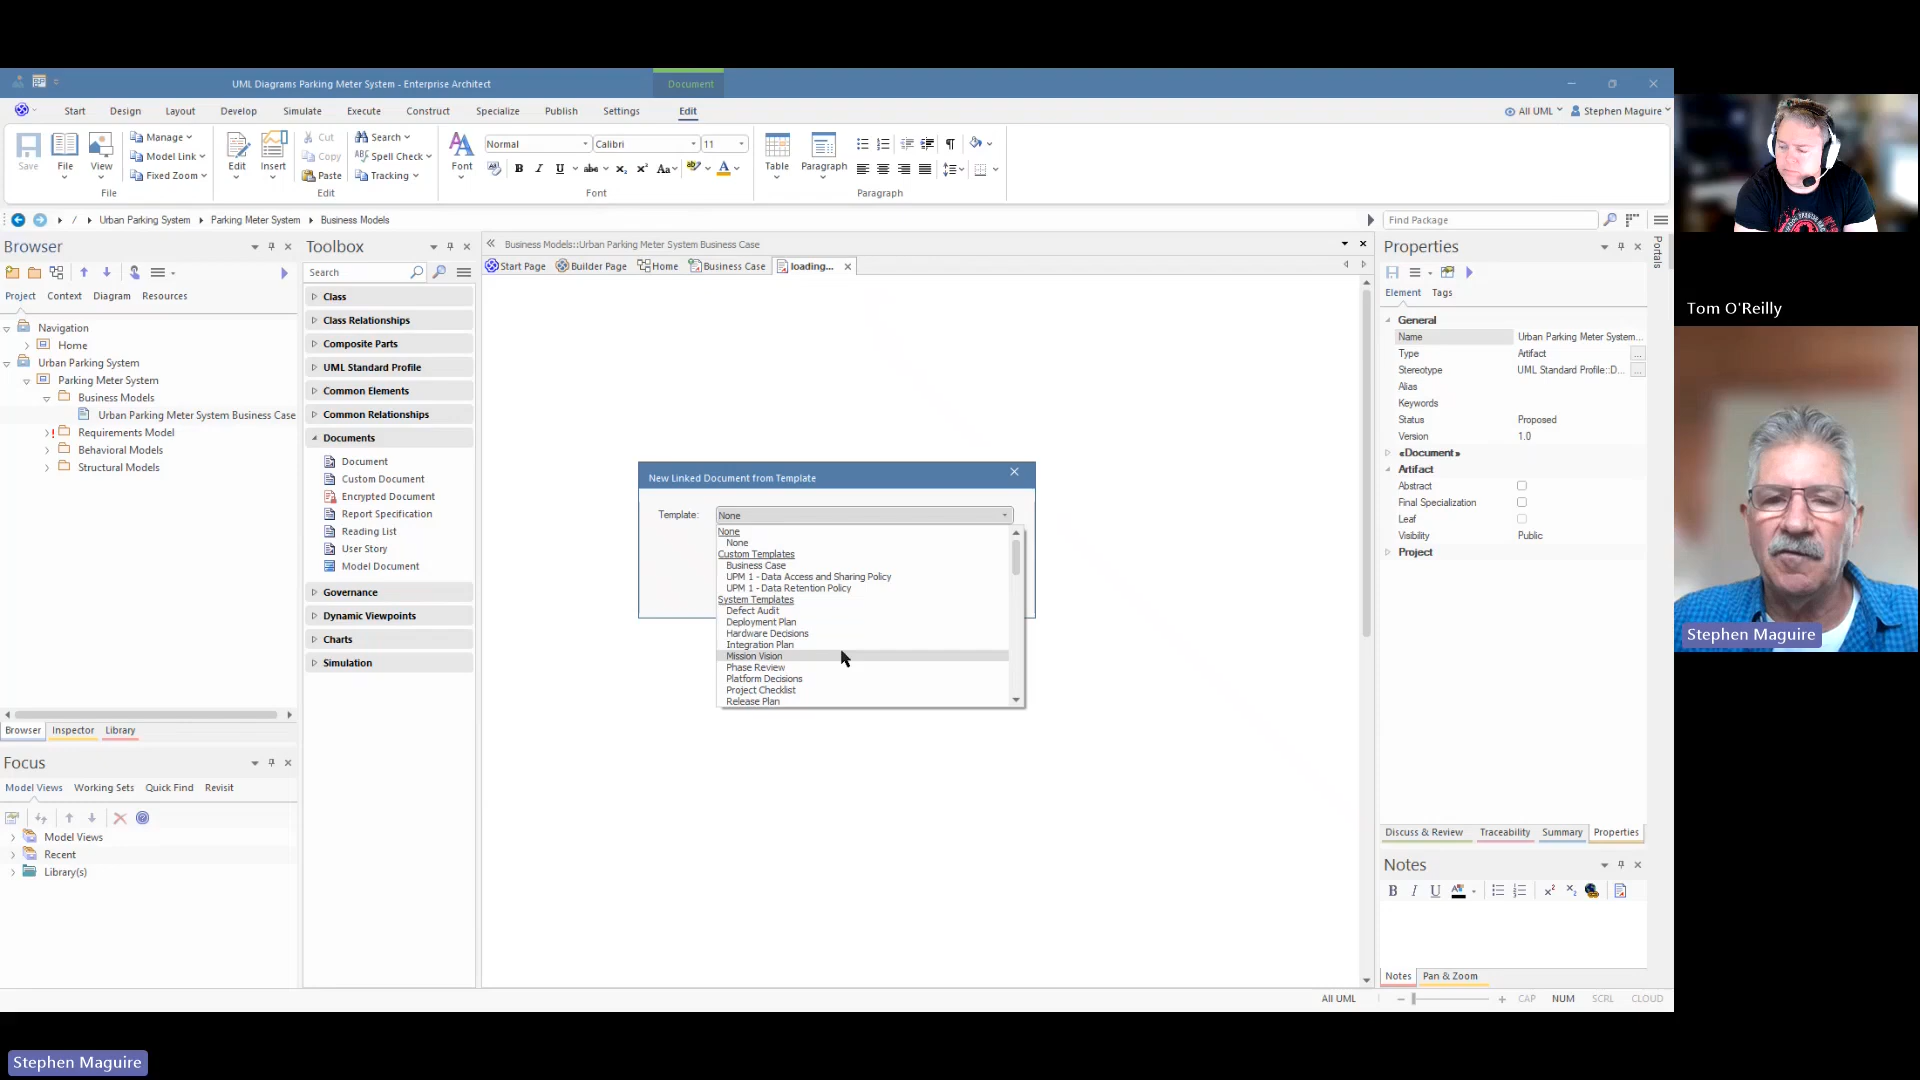 UML Diagrams Parking Meter System - Enterprise Architect
Document
Start Design Layout Develop Simulate Execute Construct Specialize Publish Settings Edit
All UML
Stephen Maguire
Save
File
View
Manage
Model Link
Fixed Zoom
File
Edit
Insert
Cut
Copy
Paste
Search
Spell Check
Tracking
Edit
Font
Normal
Calibri
11
B I U abc x₂ x² Aa ab A
Font
Table
Paragraph
Paragraph
/ Urban Parking System Parking Meter System Business Models
Find Package
Browser
Project Context Diagram Resources
Navigation
Home
Urban Parking System
Parking Meter System
Business Models
Urban Parking Meter System Business Case
Requirements Model
Behavioral Models
Structural Models
Browser Inspector Library
Focus
Model Views Working Sets Quick Find Revisit
Model Views
Recent
Library(s)
Toolbox
Search
Class
Class Relationships
Composite Parts
UML Standard Profile
Common Elements
Common Relationships
Documents
Document
Custom Document
Encrypted Document
Report Specification
Reading List
User Story
Model Document
Governance
Dynamic Viewpoints
Charts
Simulation
Business Models::Urban Parking Meter System Business Case
Start Page Builder Page Home Business Case loading...
New Linked Document from Template
Template: None
None
None
Custom Templates
Business Case
UPM 1 - Data Access and Sharing Policy
UPM 1 - Data Retention Policy
System Templates
Defect Audit
Deployment Plan
Hardware Decisions
Integration Plan
Mission Vision
Phase Review
Platform Decisions
Project Checklist
Release Plan
Properties
Element Tags
General
Name Urban Parking Meter System...
Type Artifact ...
Stereotype UML Standard Profile::D... ...
Alias
Keywords
Status Proposed
Version 1.0
«Document»
Artifact
Abstract
Final Specialization
Leaf
Visibility Public
Project
Discuss & Review Traceability Summary Properties
Notes
B I U
Notes Pan & Zoom
Portals
All UML
CAP NUM SCRL CLOUD
Tom O'Reilly
Stephen Maguire
Stephen Maguire